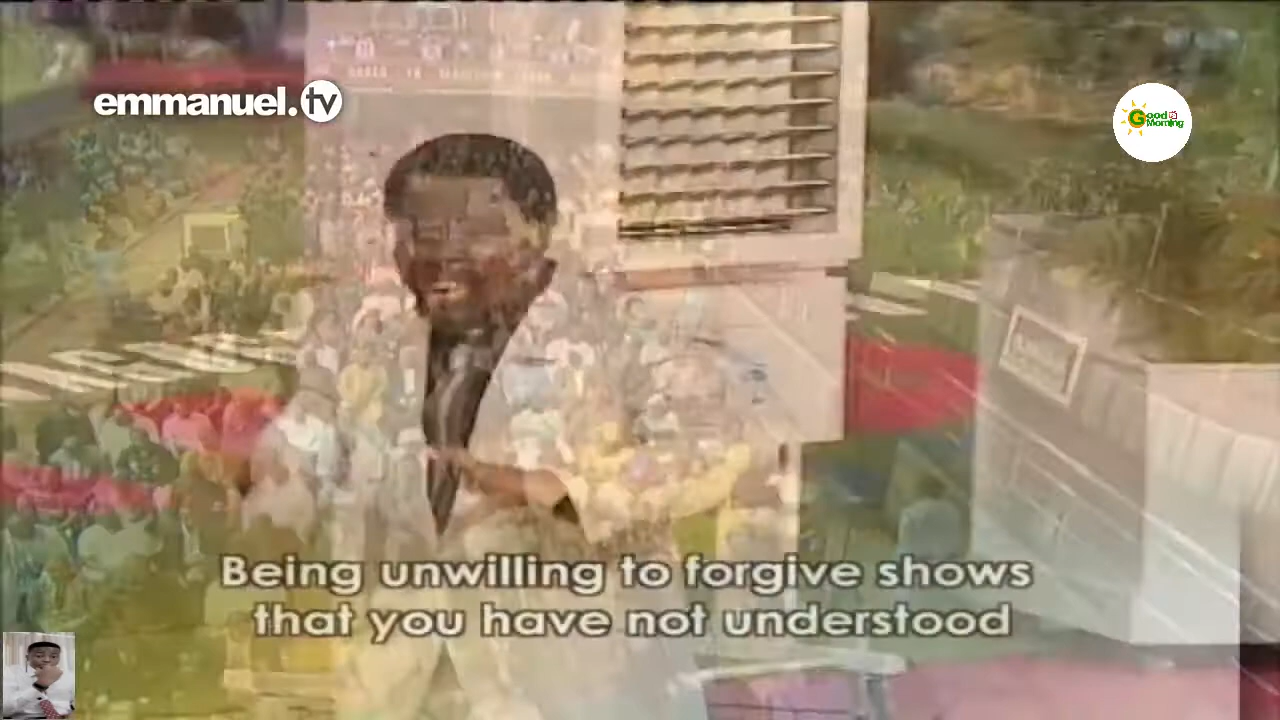 emmanuel.tv
Good
Morning
Being unwilling to forgive shows
that you have not understood